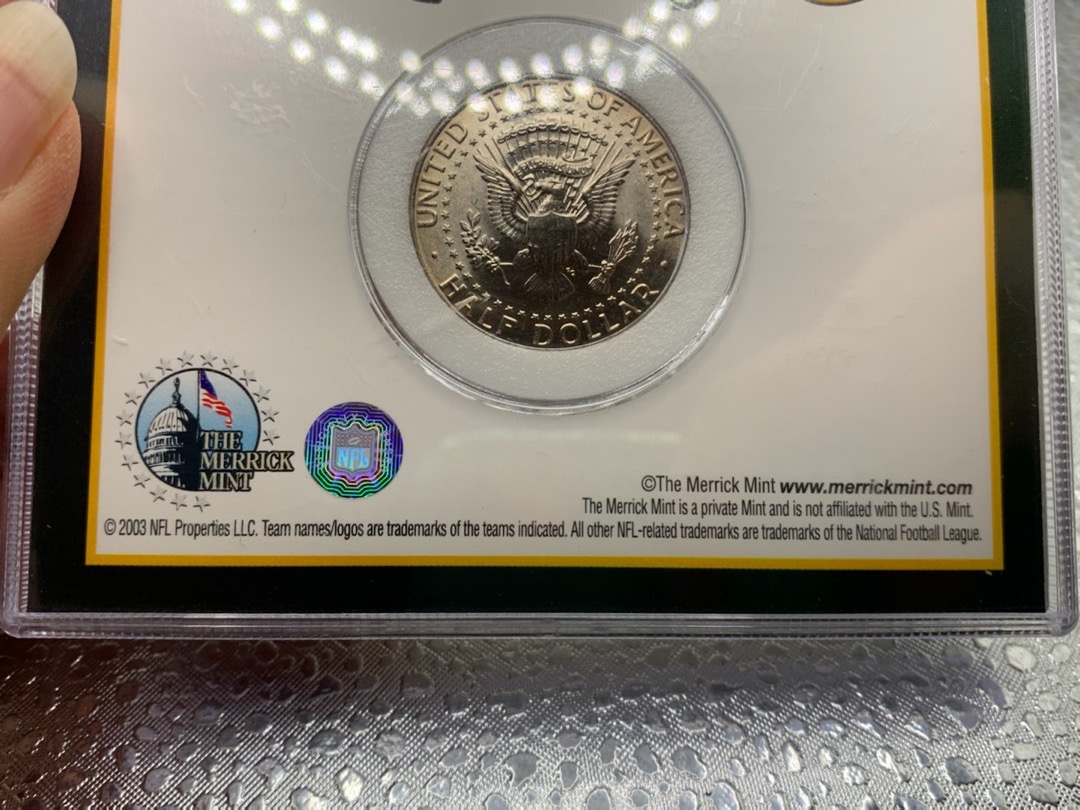 UNITED STATES OF AMERICA
HALF DOLLAR
THE
MERRICK
MINT
NFL
©The Merrick Mint www.merrickmint.com
The Merrick Mint is a private Mint and is not affiliated with the U.S. Mint.
© 2003 NFL Properties LLC. Team names/logos are trademarks of the teams indicated. All other NFL-related trademarks are trademarks of the National Football League.